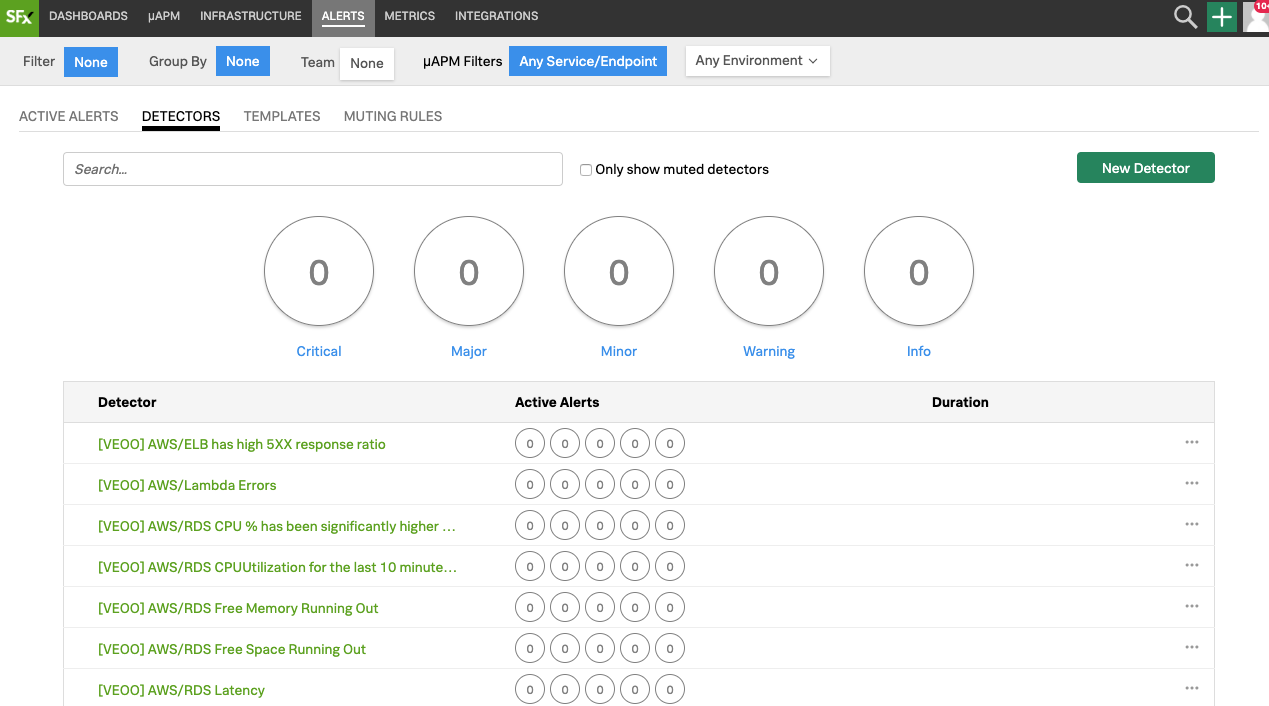 SFx DASHBOARDS µAPM INFRASTRUCTURE ALERTS METRICS INTEGRATIONS 10+
Filter None Group By None Team None µAPM Filters Any Service/Endpoint Any Environment
ACTIVE ALERTS DETECTORS TEMPLATES MUTING RULES
Search... Only show muted detectors New Detector
0 0 0 0 0
Critical Major Minor Warning Info
Detector Active Alerts Duration
[VEOO] AWS/ELB has high 5XX response ratio 0 0 0 0 0 ...
[VEOO] AWS/Lambda Errors 0 0 0 0 0 ...
[VEOO] AWS/RDS CPU % has been significantly higher ... 0 0 0 0 0 ...
[VEOO] AWS/RDS CPUUtilization for the last 10 minute... 0 0 0 0 0 ...
[VEOO] AWS/RDS Free Memory Running Out 0 0 0 0 0 ...
[VEOO] AWS/RDS Free Space Running Out 0 0 0 0 0 ...
[VEOO] AWS/RDS Latency 0 0 0 0 0 ...